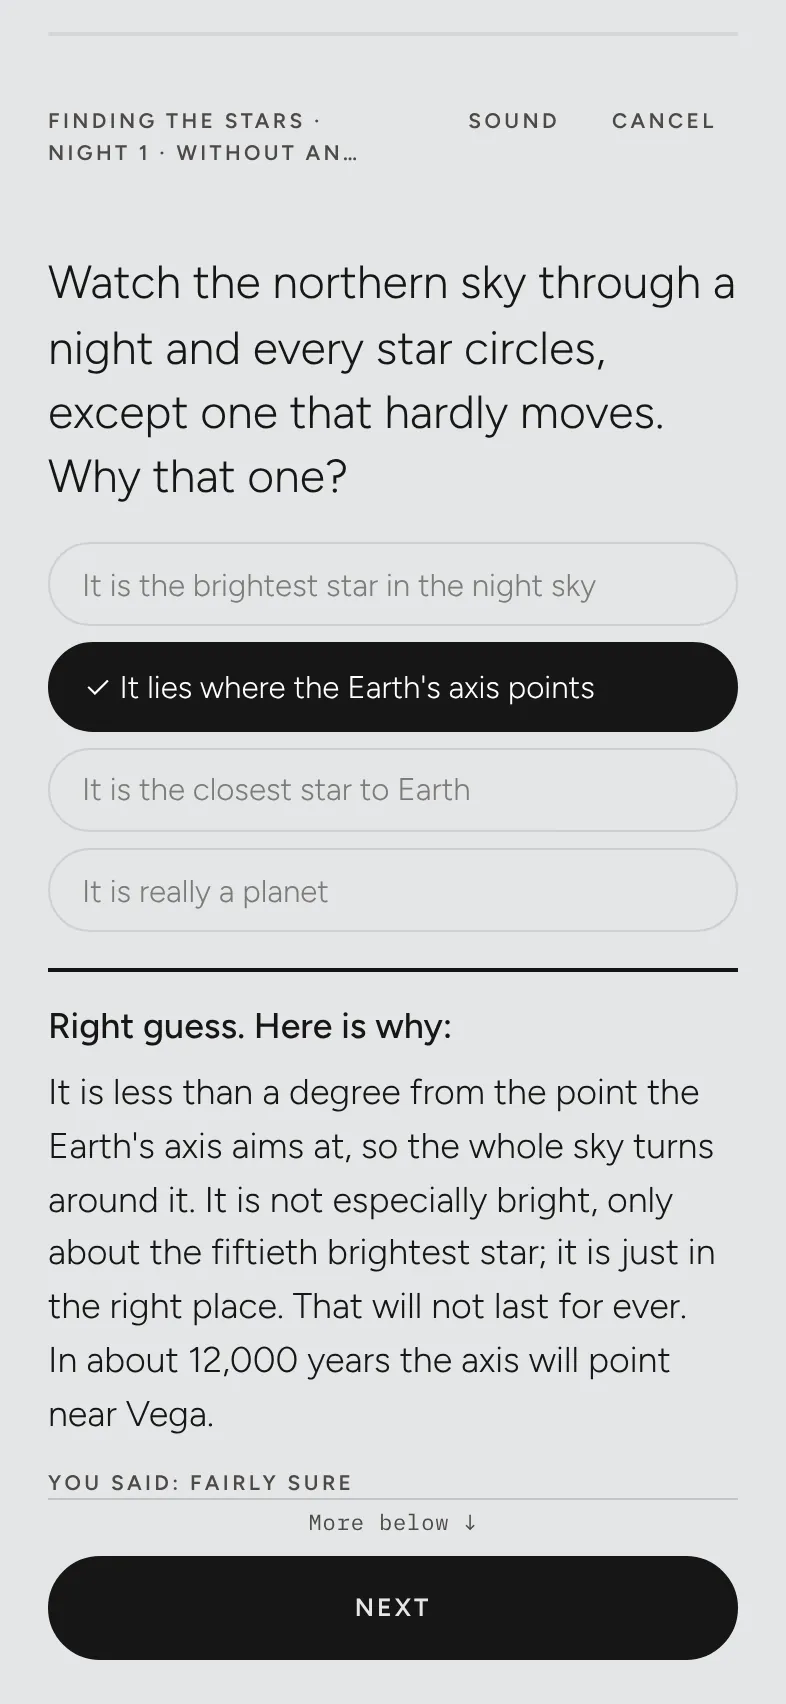 FINDING THE STARS ·
NIGHT 1 · WITHOUT AN…
SOUND
CANCEL
Watch the northern sky through a
night and every star circles,
except one that hardly moves.
Why that one?
It is the brightest star in the night sky
✓ It lies where the Earth's axis points
It is the closest star to Earth
It is really a planet
Right guess. Here is why:
It is less than a degree from the point the
Earth's axis aims at, so the whole sky turns
around it. It is not especially bright, only
about the fiftieth brightest star; it is just in
the right place. That will not last for ever.
In about 12,000 years the axis will point
near Vega.
YOU SAID: FAIRLY SURE
More below ↓
NEXT